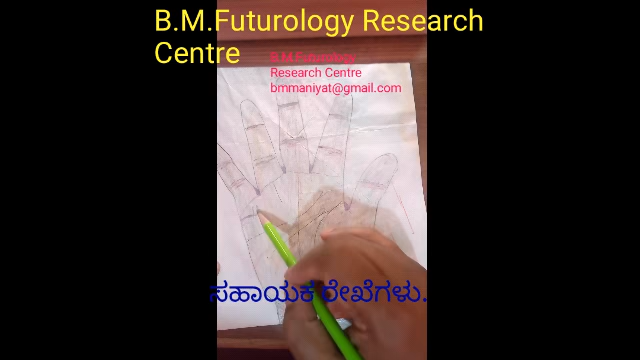 B.M.Futurology Research
Centre
B.M.Futurology
Research Centre
bmmaniyat@gmail.com
ಸಹಾಯಕ ರೇಖೆಗಳು.